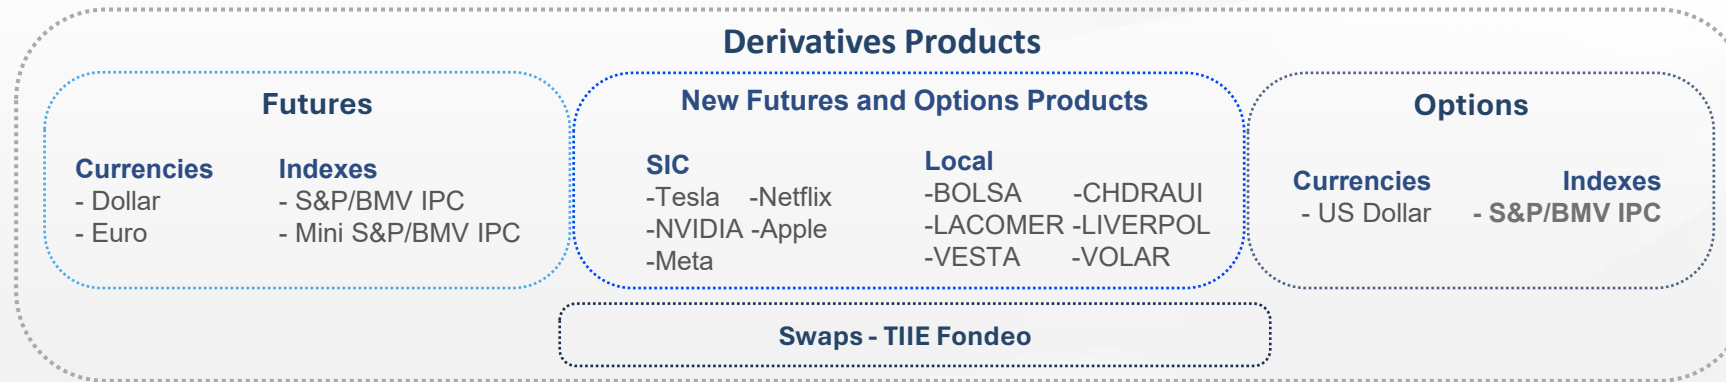 Derivatives Products
Futures
Currencies
- Dollar
- Euro
Indexes
- S&P/BMV IPC
- Mini S&P/BMV IPC
New Futures and Options Products
SIC
-Tesla -Netflix
-NVIDIA -Apple
-Meta
Local
-BOLSA -CHDRAUI
-LACOMER -LIVERPOL
-VESTA -VOLAR
Options
Currencies
- US Dollar
Indexes
- S&P/BMV IPC
Swaps - TIIE Fondeo